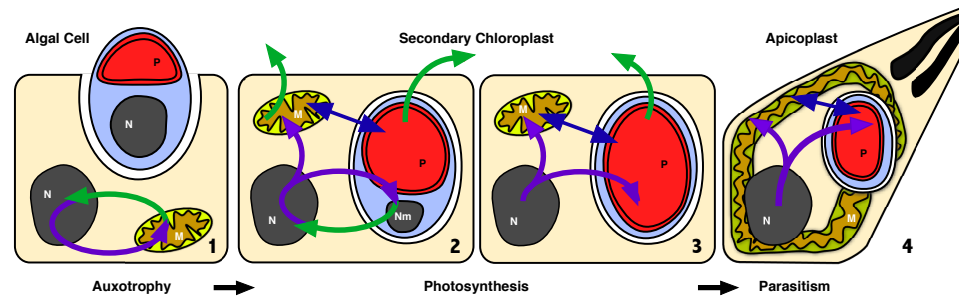 Algal Cell
Secondary Chloroplast
Apicoplast
P
N
N
M
1
M
P
N
Nm
2
M
P
N
3
P
N
M
4
Auxotrophy
Photosynthesis
Parasitism